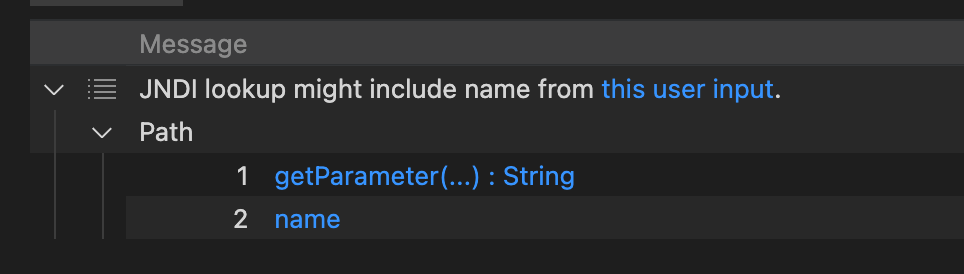 Message
JNDI lookup might include name from this user input.
Path
1 getParameter(...) : String
2 name